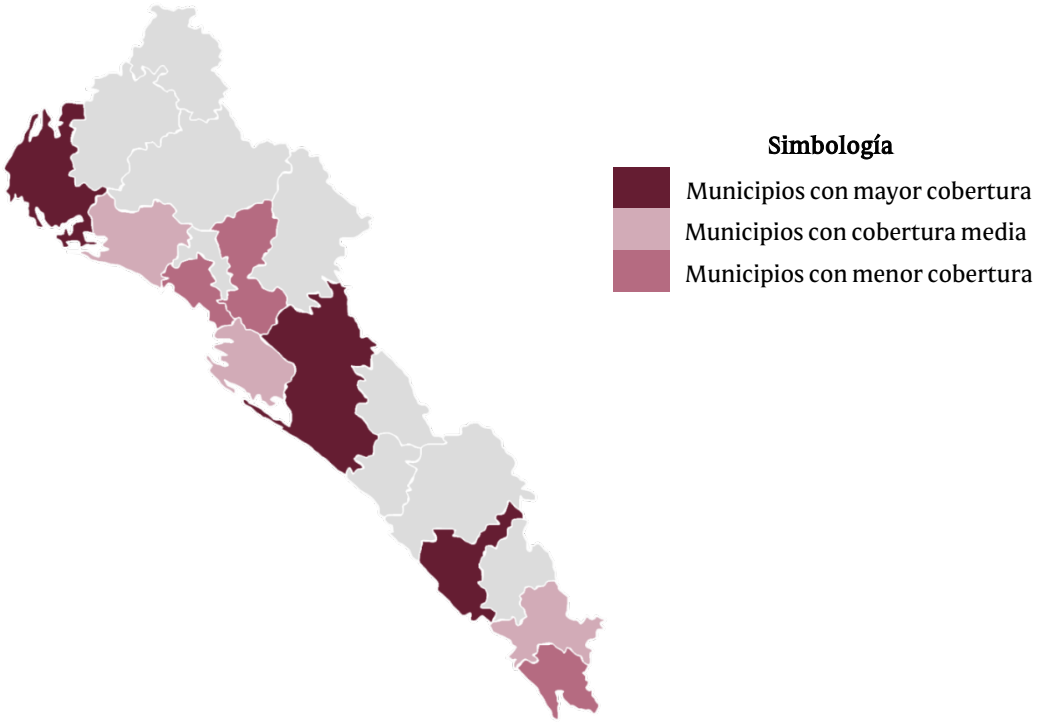 Simbología
Municipios con mayor cobertura
Municipios con cobertura media
Municipios con menor cobertura